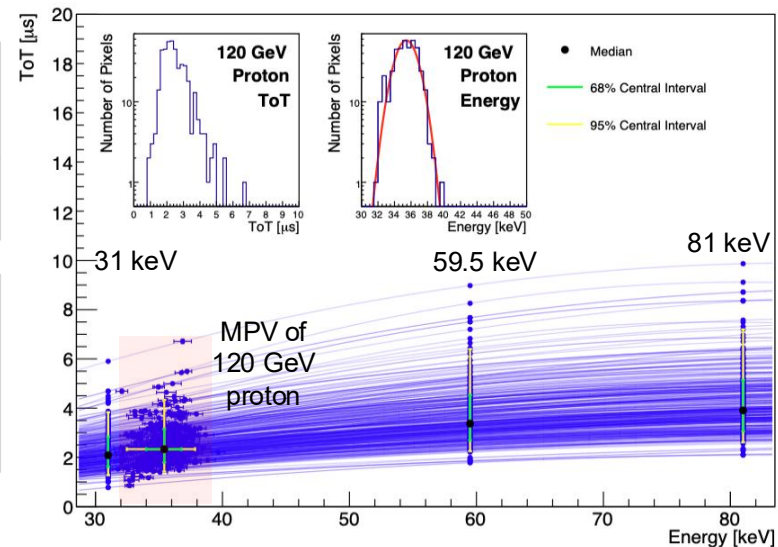 ToT [μs]
20
18
16
14
12
10
8
6
4
2
0
Number of Pixels
10
1
120 GeV
Proton
ToT
0 1 2 3 4 5 6 7 8 9 10
ToT [μs]
Number of Pixels
10
1
120 GeV
Proton
Energy
30 32 34 36 38 40 42 44 46 48 50
Energy [keV]
Median
68% Central Interval
95% Central Interval
31 keV
59.5 keV
81 keV
MPV of
120 GeV
proton
30 40 50 60 70 80
Energy [keV]